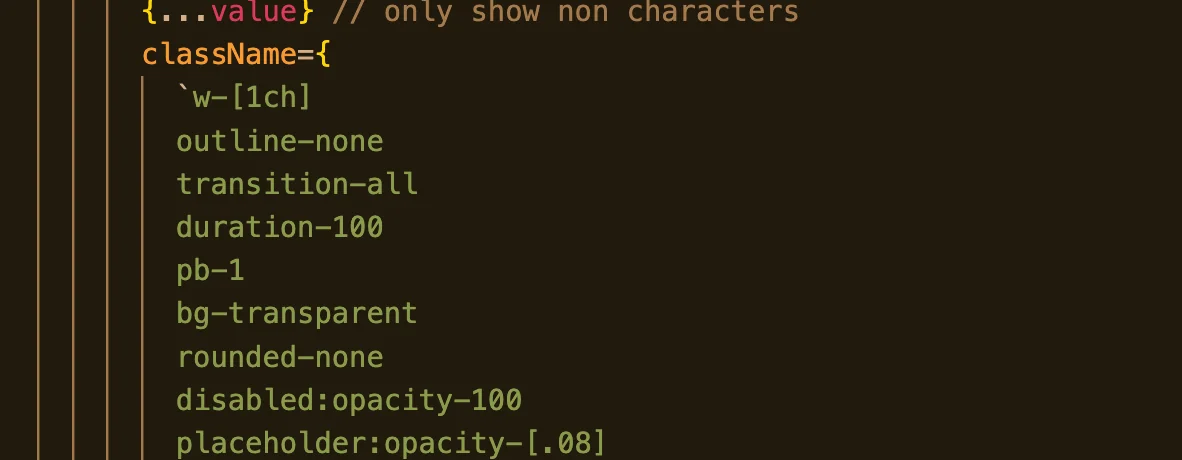 {...value} // only show non characters
className={
`w-[1ch]
outline-none
transition-all
duration-100
pb-1
bg-transparent
rounded-none
disabled:opacity-100
placeholder:opacity-[.08]